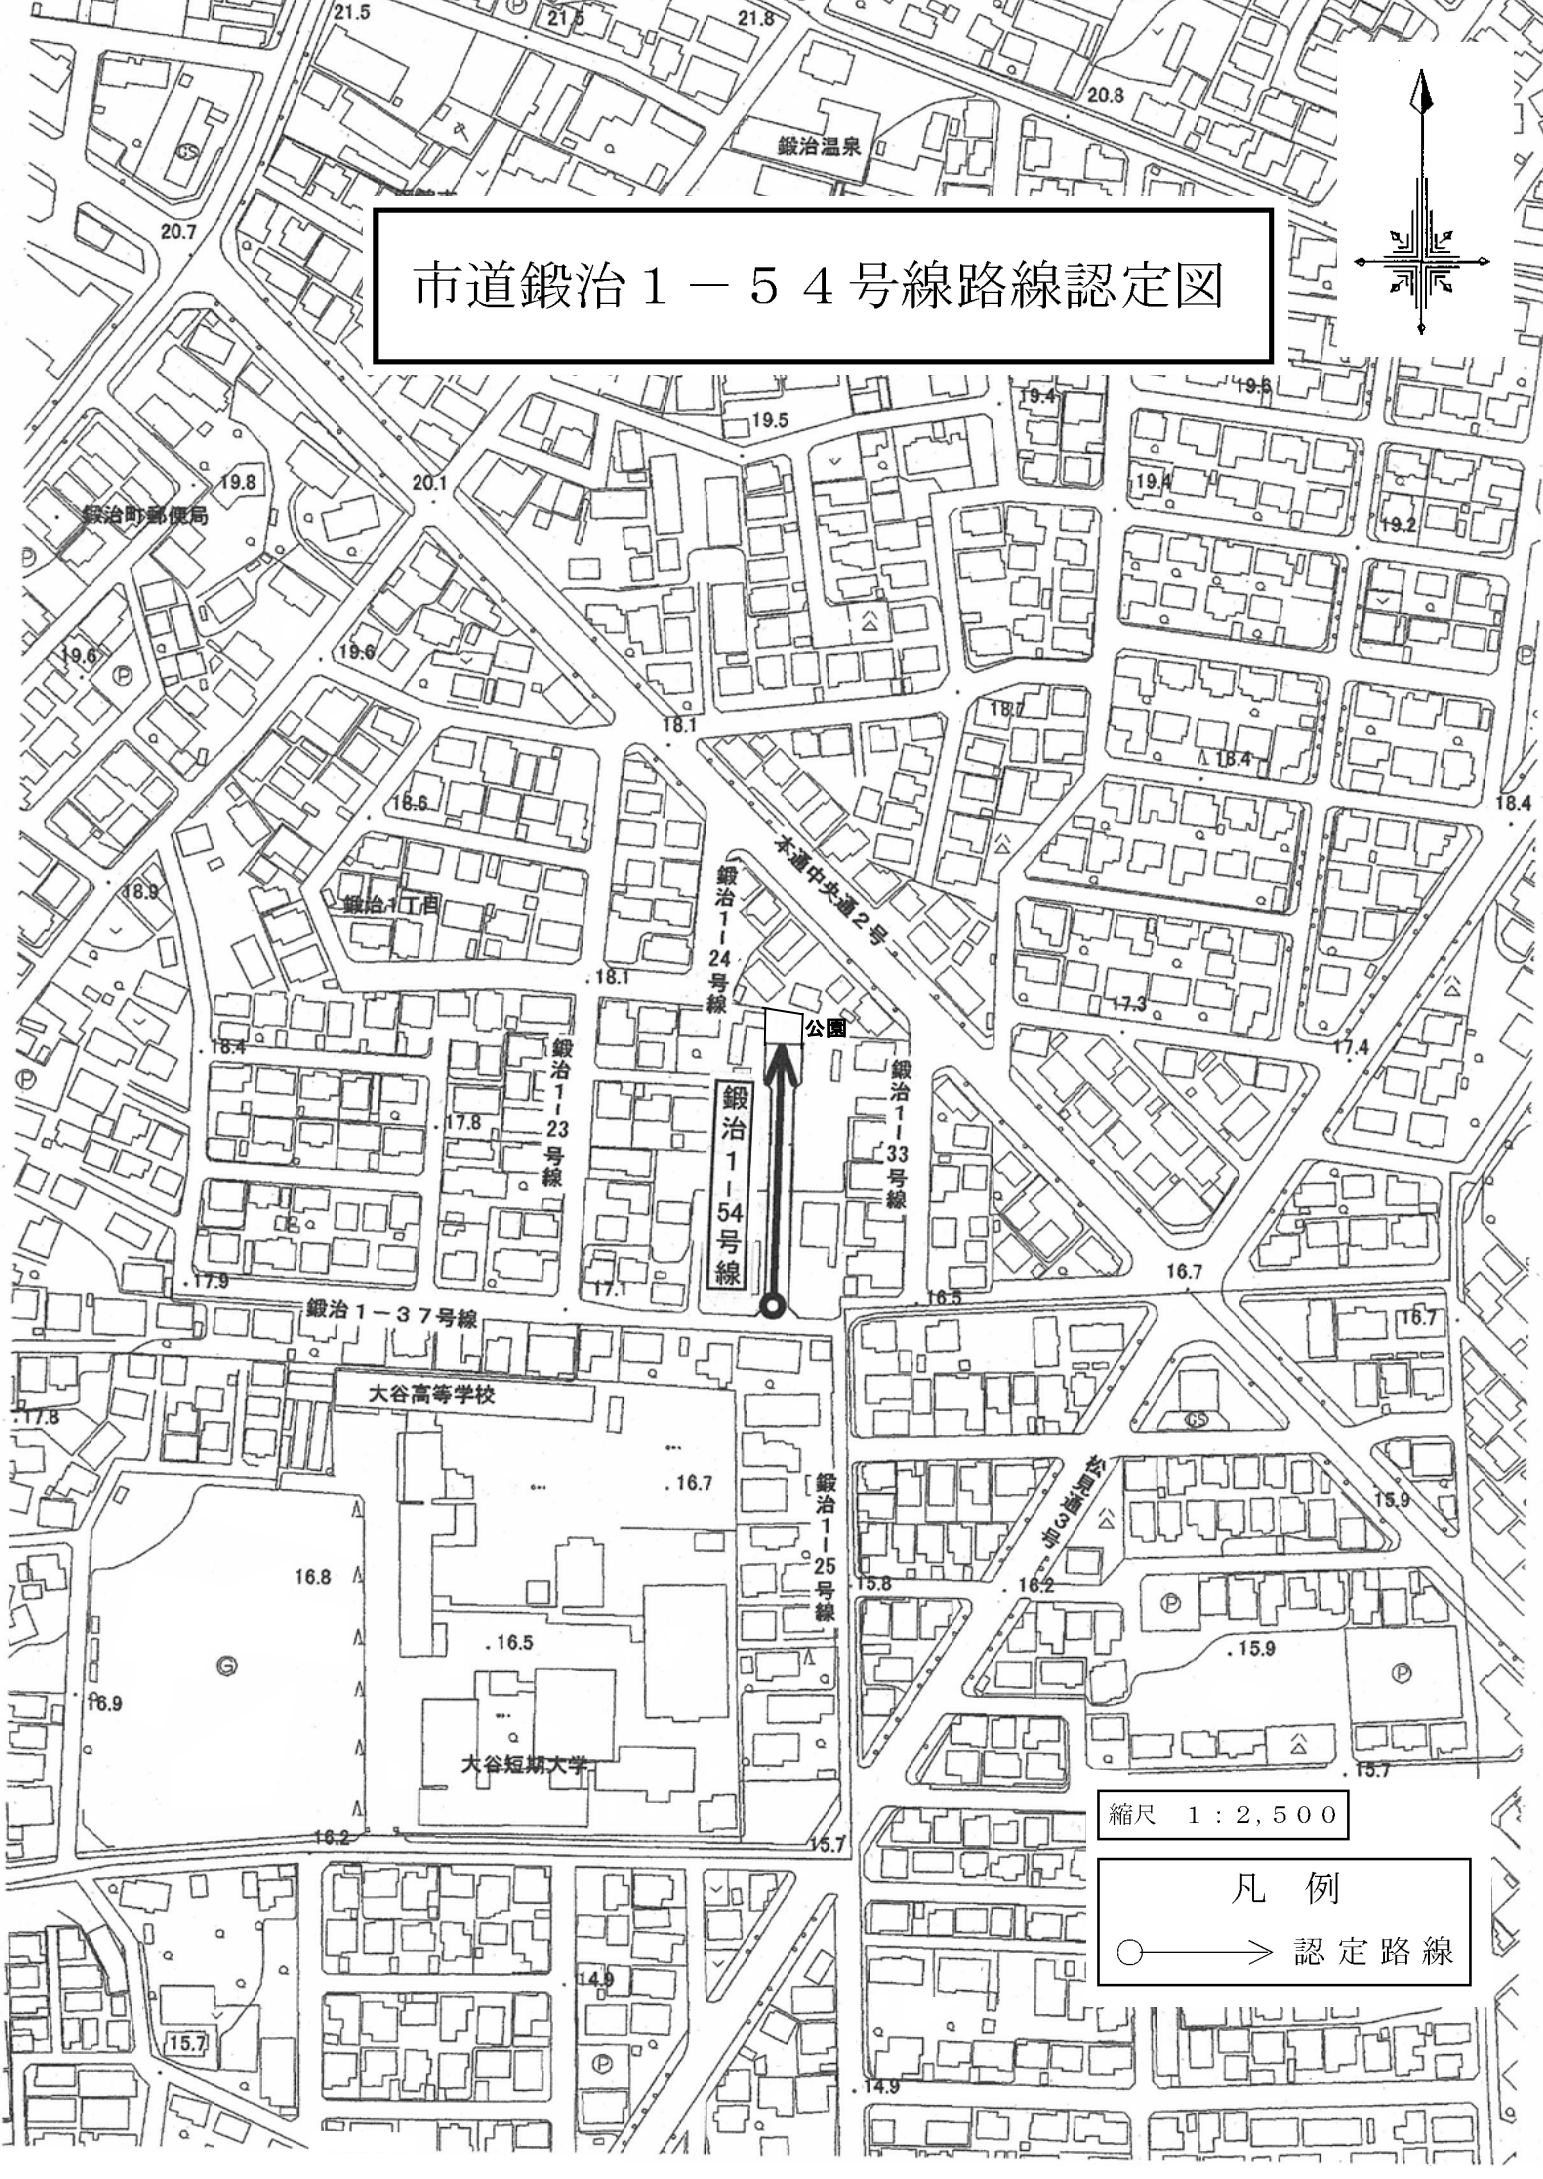 21.5
21.5
21.8
20.8
鍛治温泉
GS
20.7
市道鍛治１－５４号線路線認定図
19.5
19.4
19.6
19.8
20.1
19.4
19.2
鍛治町郵便局
P
19.6
P
19.6
P
18.1
18.7
18.4
18.6
18.4
本通中央通2号
18.9
鍛治1丁目
鍛治1－24号線
18.1
17.3
公園
17.4
18.4
P
鍛治1－23号線
鍛治1－33号線
17.8
鍛治1－54号線
17.9
17.1
16.7
16.5
鍛治１－３７号線
16.7
大谷高等学校
17.8
GS
16.7
松見通3号
15.9
鍛治1－25号線
16.8
15.8
16.2
P
16.5
15.9
G
P
16.9
大谷短期大学
15.7
縮尺　１：２,５００
16.2
15.7
凡　例
認定路線
14.9
15.7
P
14.9